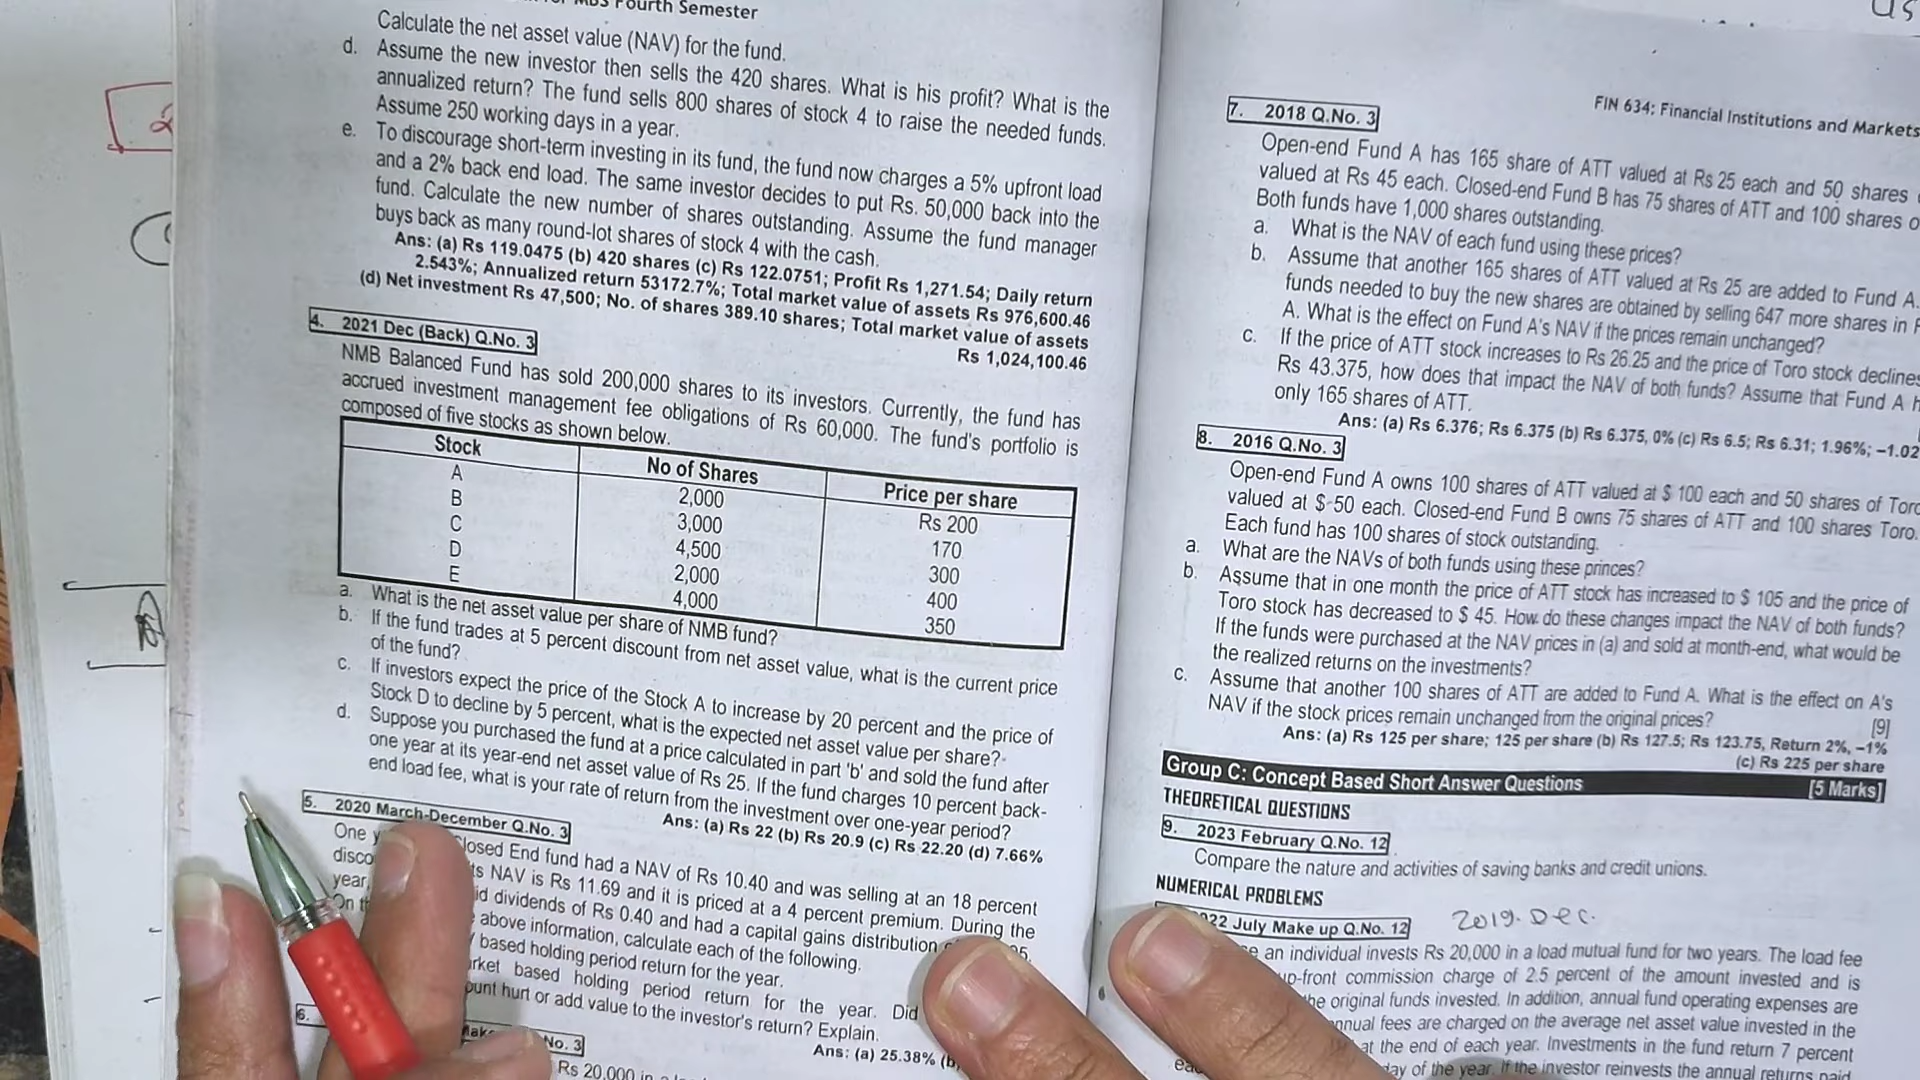 Fourth Semester
Calculate the net asset value (NAV) for the fund.
d. Assume the new investor then sells the 420 shares. What is his profit? What is the
annualized return? The fund sells 800 shares of stock 4 to raise the needed funds.
Assume 250 working days in a year.
e. To discourage short-term investing in its fund, the fund now charges a 5% upfront load
and a 2% back end load. The same investor decides to put Rs. 50,000 back into the
fund. Calculate the new number of shares outstanding. Assume the fund manager
buys back as many round-lot shares of stock 4 with the cash.
Ans: (a) Rs 119.0475 (b) 420 shares (c) Rs 122.0751; Profit Rs 1,271.54; Daily return
2.543%; Annualized return 53172.7%; Total market value of assets Rs 976,600.46
(d) Net investment Rs 47,500; No. of shares 389.10 shares; Total market value of assets
Rs 1,024,100.46
4. 2021 Dec (Back) Q.No. 3
NMB Balanced Fund has sold 200,000 shares to its investors. Currently, the fund has
accrued investment management fee obligations of Rs 60,000. The fund's portfolio is
composed of five stocks as shown below.
Stock No of Shares Price per share
A 2,000 Rs 200
B 3,000 170
C 4,500 300
D 2,000 400
E 4,000 350
a. What is the net asset value per share of NMB fund?
b. If the fund trades at 5 percent discount from net asset value, what is the current price
of the fund?
c. If investors expect the price of the Stock A to increase by 20 percent and the price of
Stock D to decline by 5 percent, what is the expected net asset value per share?
d. Suppose you purchased the fund at a price calculated in part 'b' and sold the fund after
one year at its year-end net asset value of Rs 25. If the fund charges 10 percent back-
end load fee, what is your rate of return from the investment over one-year period?
Ans: (a) Rs 22 (b) Rs 20.9 (c) Rs 22.20 (d) 7.66%
5. 2020 March-December Q.No. 3
One losed End fund had a NAV of Rs 10.40 and was selling at an 18 percent
disco NAV is Rs 11.69 and it is priced at a 4 percent premium. During the
year, id dividends of Rs 0.40 and had a capital gains distribution
above information, calculate each of the following.
based holding period return for the year.
rket based holding period return for the year. Did
ount hurt or add value to the investor's return? Explain.
Ans: (a) 25.38% (b)
6. No. 3
Rs 20,000 in
FIN 634: Financial Institutions and Markets
7. 2018 Q.No. 3
Open-end Fund A has 165 share of ATT valued at Rs 25 each and 50 shares
valued at Rs 45 each. Closed-end Fund B has 75 shares of ATT and 100 shares o
Both funds have 1,000 shares outstanding.
a. What is the NAV of each fund using these prices?
b. Assume that another 165 shares of ATT valued at Rs 25 are added to Fund A.
funds needed to buy the new shares are obtained by selling 647 more shares in F
A. What is the effect on Fund A's NAV if the prices remain unchanged?
c. If the price of ATT stock increases to Rs 26.25 and the price of Toro stock declines
Rs 43.375, how does that impact the NAV of both funds? Assume that Fund A h
only 165 shares of ATT.
Ans: (a) Rs 6.376; Rs 6.375 (b) Rs 6.375, 0% (c) Rs 6.5; Rs 6.31; 1.96%; –1.02
8. 2016 Q.No. 3
Open-end Fund A owns 100 shares of ATT valued at $ 100 each and 50 shares of Toro
valued at $ 50 each. Closed-end Fund B owns 75 shares of ATT and 100 shares Toro.
Each fund has 100 shares of stock outstanding.
a. What are the NAVs of both funds using these princes?
b. Assume that in one month the price of ATT stock has increased to $ 105 and the price of
Toro stock has decreased to $ 45. How do these changes impact the NAV of both funds?
If the funds were purchased at the NAV prices in (a) and sold at month-end, what would be
the realized returns on the investments?
c. Assume that another 100 shares of ATT are added to Fund A. What is the effect on A's
NAV if the stock prices remain unchanged from the original prices? [9]
Ans: (a) Rs 125 per share; 125 per share (b) Rs 127.5; Rs 123.75, Return 2%, –1%
(c) Rs 225 per share
Group C: Concept Based Short Answer Questions [5 Marks]
THEORETICAL QUESTIONS
9. 2023 February Q.No. 12
Compare the nature and activities of saving banks and credit unions.
NUMERICAL PROBLEMS
22 July Make up Q.No. 12 2019. Dec.
an individual invests Rs 20,000 in a load mutual fund for two years. The load fee
up-front commission charge of 2.5 percent of the amount invested and is
the original funds invested. In addition, annual fund operating expenses are
nnual fees are charged on the average net asset value invested in the
at the end of each year. Investments in the fund return 7 percent
day of the year. If the investor reinvests the annual returns paid